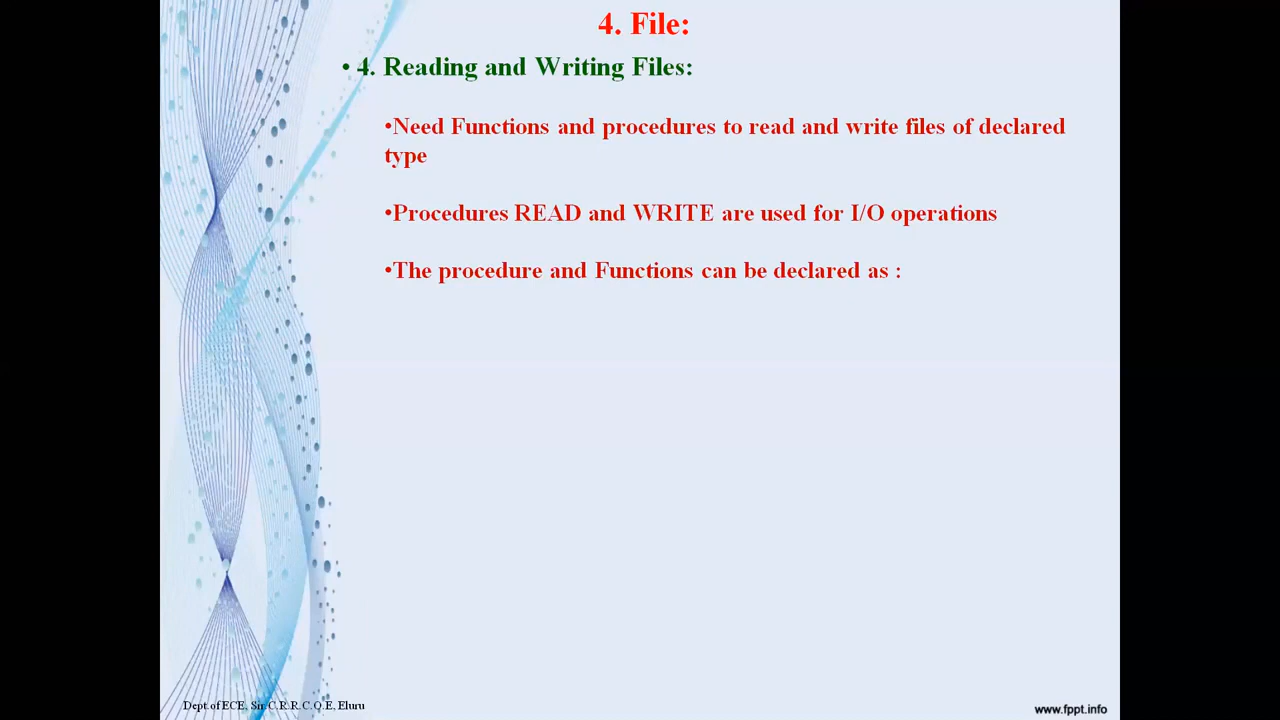 4. File:
• 4. Reading and Writing Files:
•Need Functions and procedures to read and write files of declared
type
•Procedures READ and WRITE are used for I/O operations
•The procedure and Functions can be declared as :
Dept.of ECE, Sir.C.R.R.C.O.E, Eluru
www.fppt.info